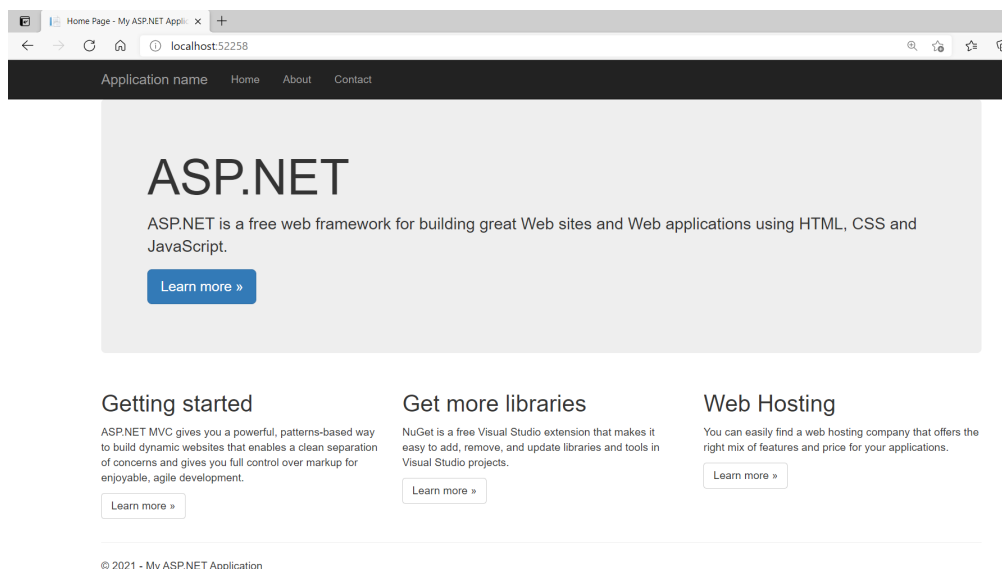 Home Page - My ASP.NET Applic
localhost:52258
Application name Home About Contact
ASP.NET
ASP.NET is a free web framework for building great Web sites and Web applications using HTML, CSS and
JavaScript.
Learn more »
Getting started
ASP.NET MVC gives you a powerful, patterns-based way
to build dynamic websites that enables a clean separation
of concerns and gives you full control over markup for
enjoyable, agile development.
Learn more »
Get more libraries
NuGet is a free Visual Studio extension that makes it
easy to add, remove, and update libraries and tools in
Visual Studio projects.
Learn more »
Web Hosting
You can easily find a web hosting company that offers the
right mix of features and price for your applications.
Learn more »
© 2021 - My ASP.NET Application